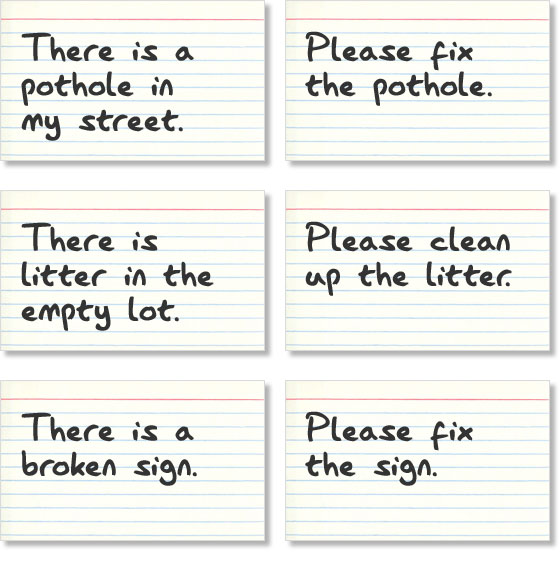 There is a
pothole in
my street.
Please fix
the pothole.
There is
litter in the
empty lot.
Please clean
up the litter.
There is a
broken sign.
Please fix
the sign.